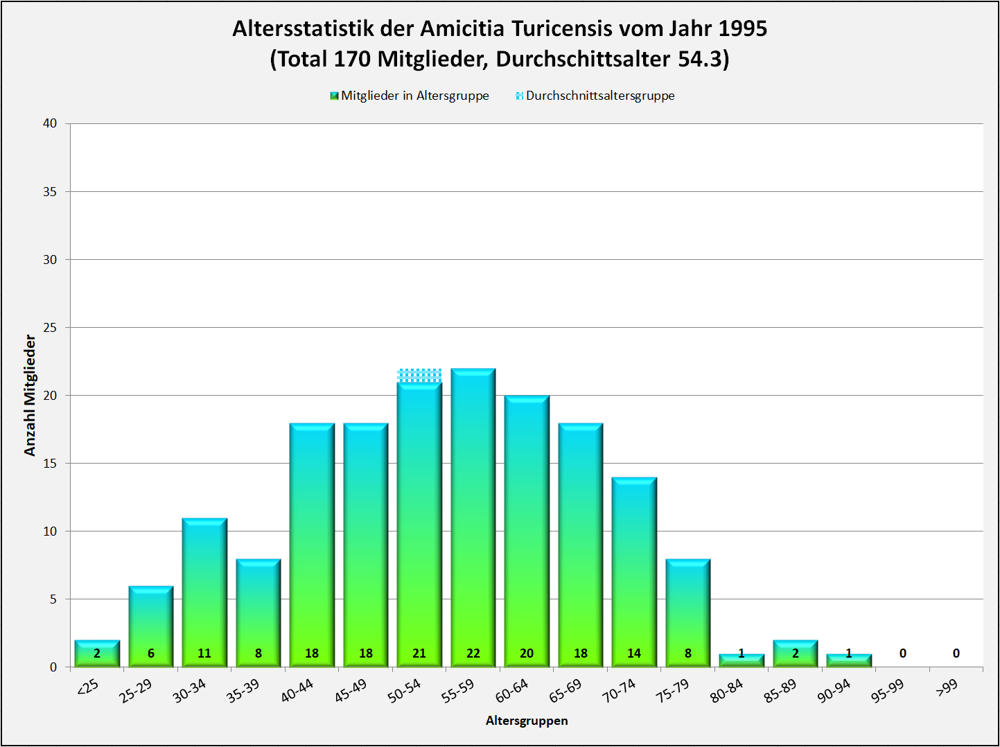 Altersstatistik der Amicitia Turicensis vom Jahr 1995
(Total 170 Mitglieder, Durchschittsalter 54.3)
Mitglieder in Altersgruppe Durchschnittsaltersgruppe
40
35
30
25
20
15
10
5
0
Anzahl Mitglieder
2 6 11 8 18 18 21 22 20 18 14 8 1 2 1 0 0
<25 25-29 30-34 35-39 40-44 45-49 50-54 55-59 60-64 65-69 70-74 75-79 80-84 85-89 90-94 95-99 >99
Altersgruppen